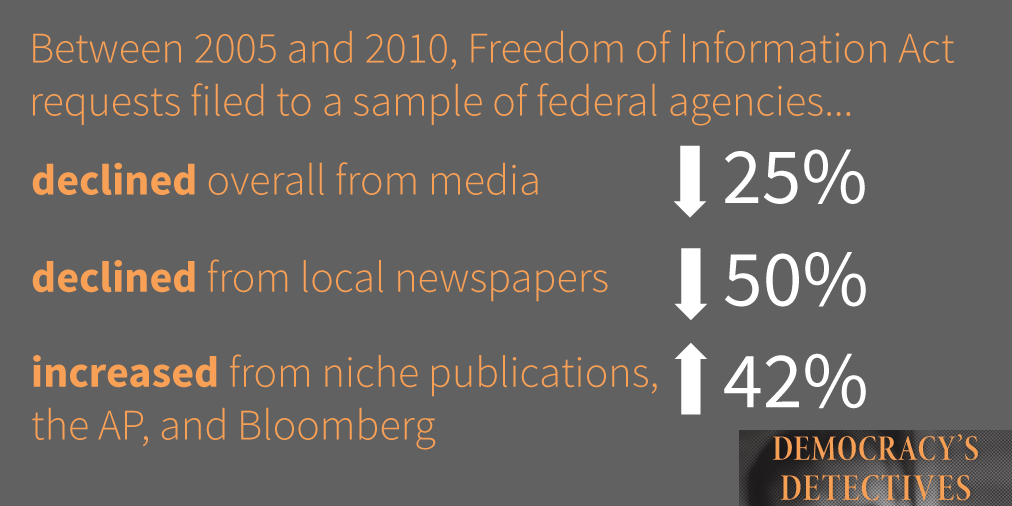 Between 2005 and 2010, Freedom of Information Act
requests filed to a sample of federal agencies...
declined overall from media 25%
declined from local newspapers 50%
increased from niche publications, 42%
the AP, and Bloomberg
DEMOCRACY'S
DETECTIVES